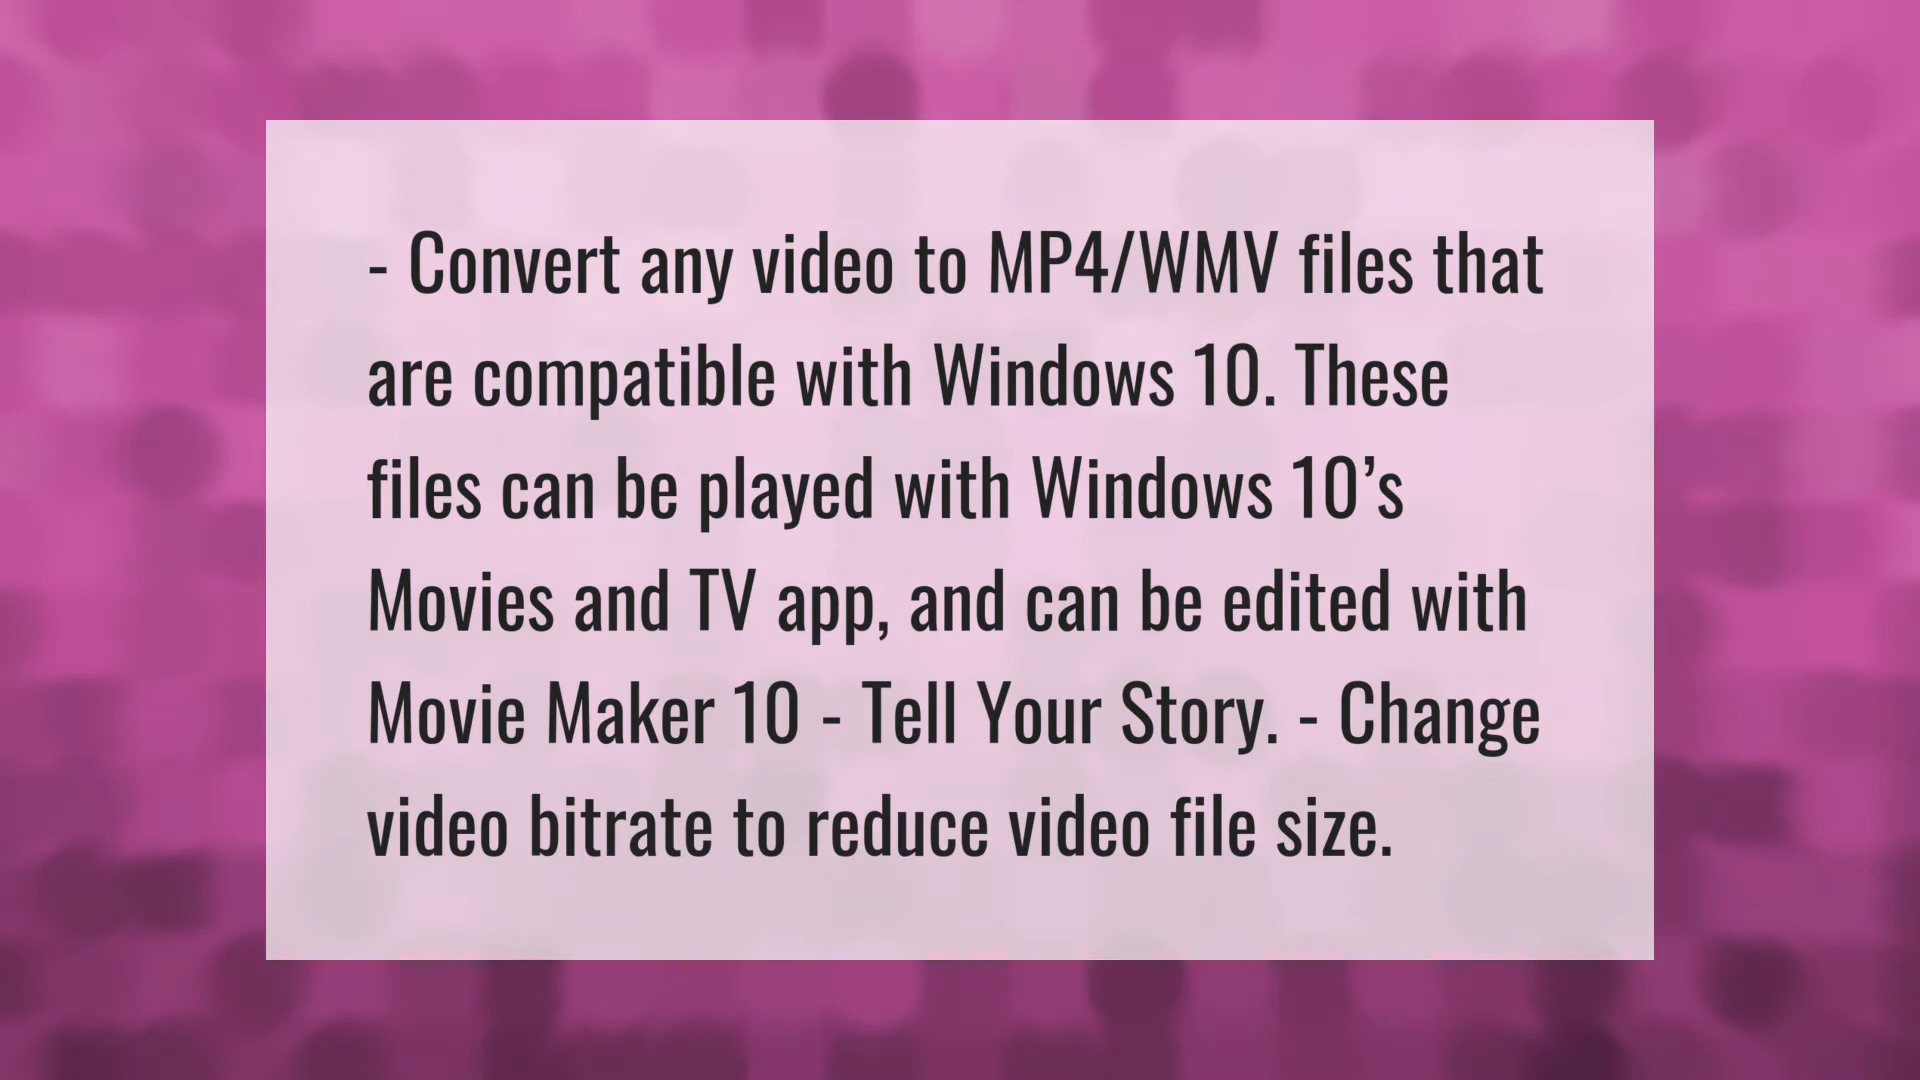 - Convert any video to MP4/WMV files that
are compatible with Windows 10. These
files can be played with Windows 10’s
Movies and TV app, and can be edited with
Movie Maker 10 - Tell Your Story. - Change
video bitrate to reduce video file size.